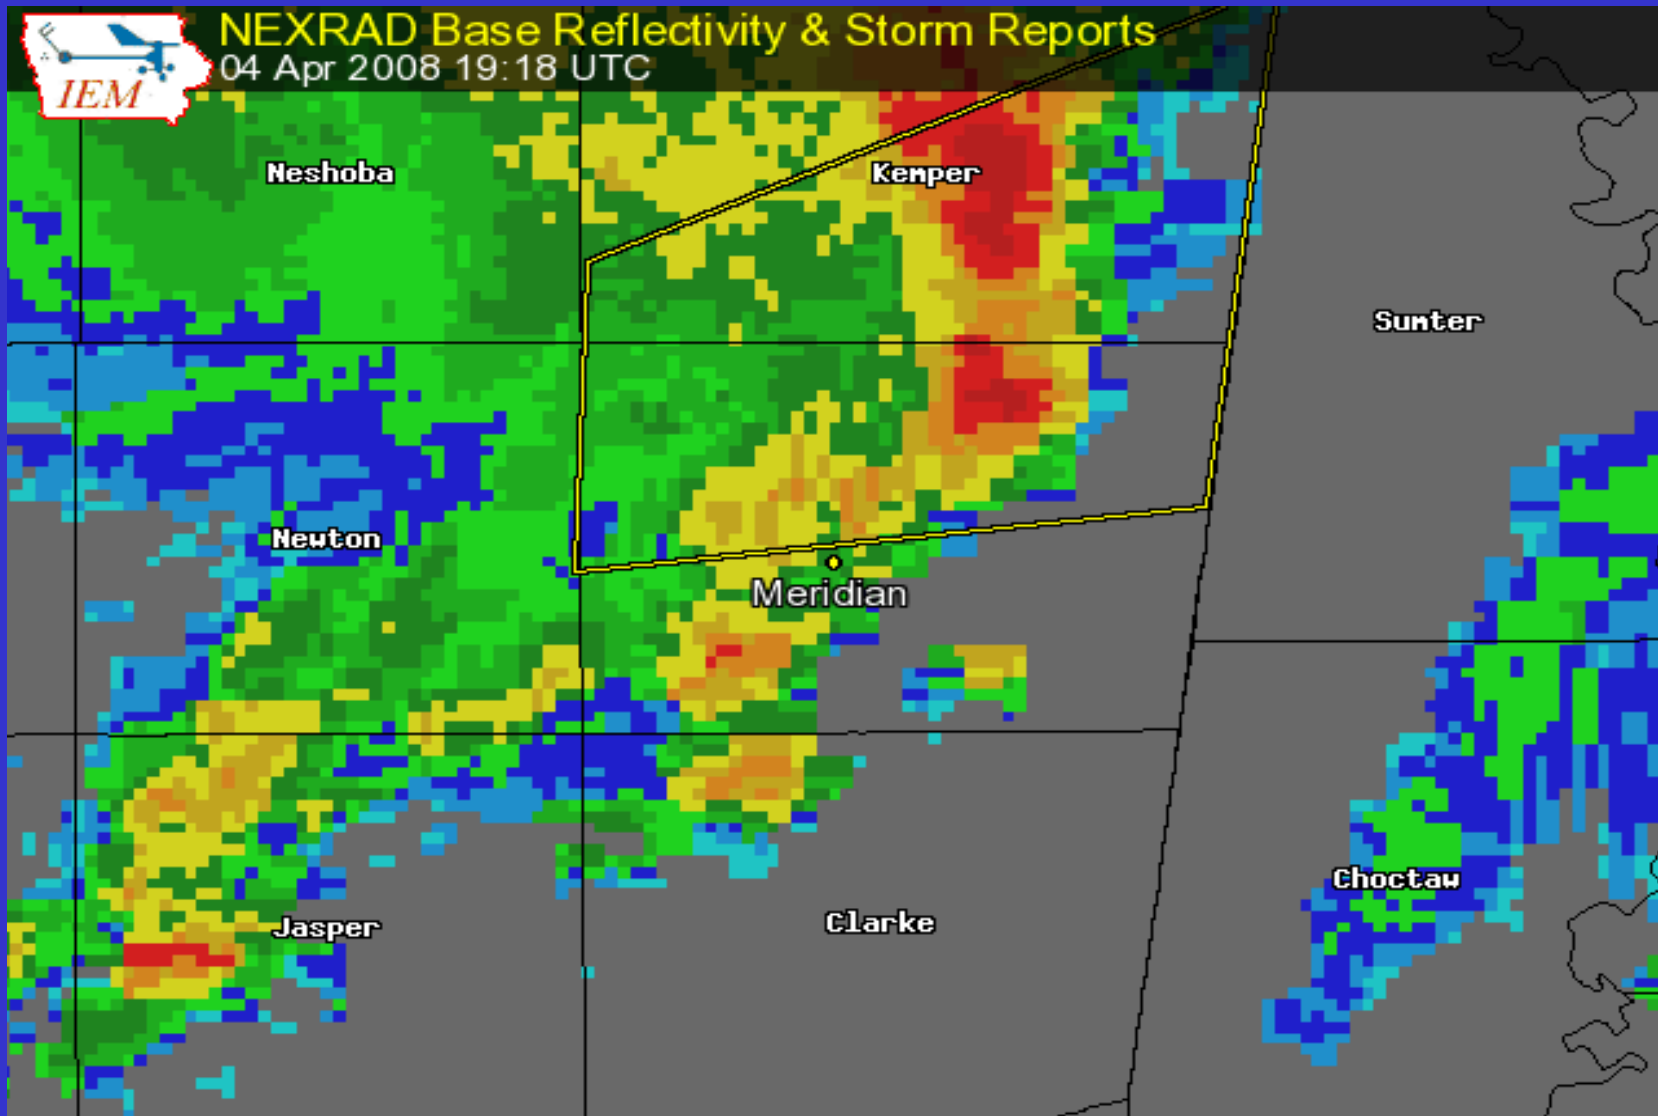 NEXRAD Base Reflectivity & Storm Reports
04 Apr 2008 19:18 UTC
IEM
Neshoba
Kemper
Sumter
Newton
Meridian
Choctaw
Jasper
Clarke